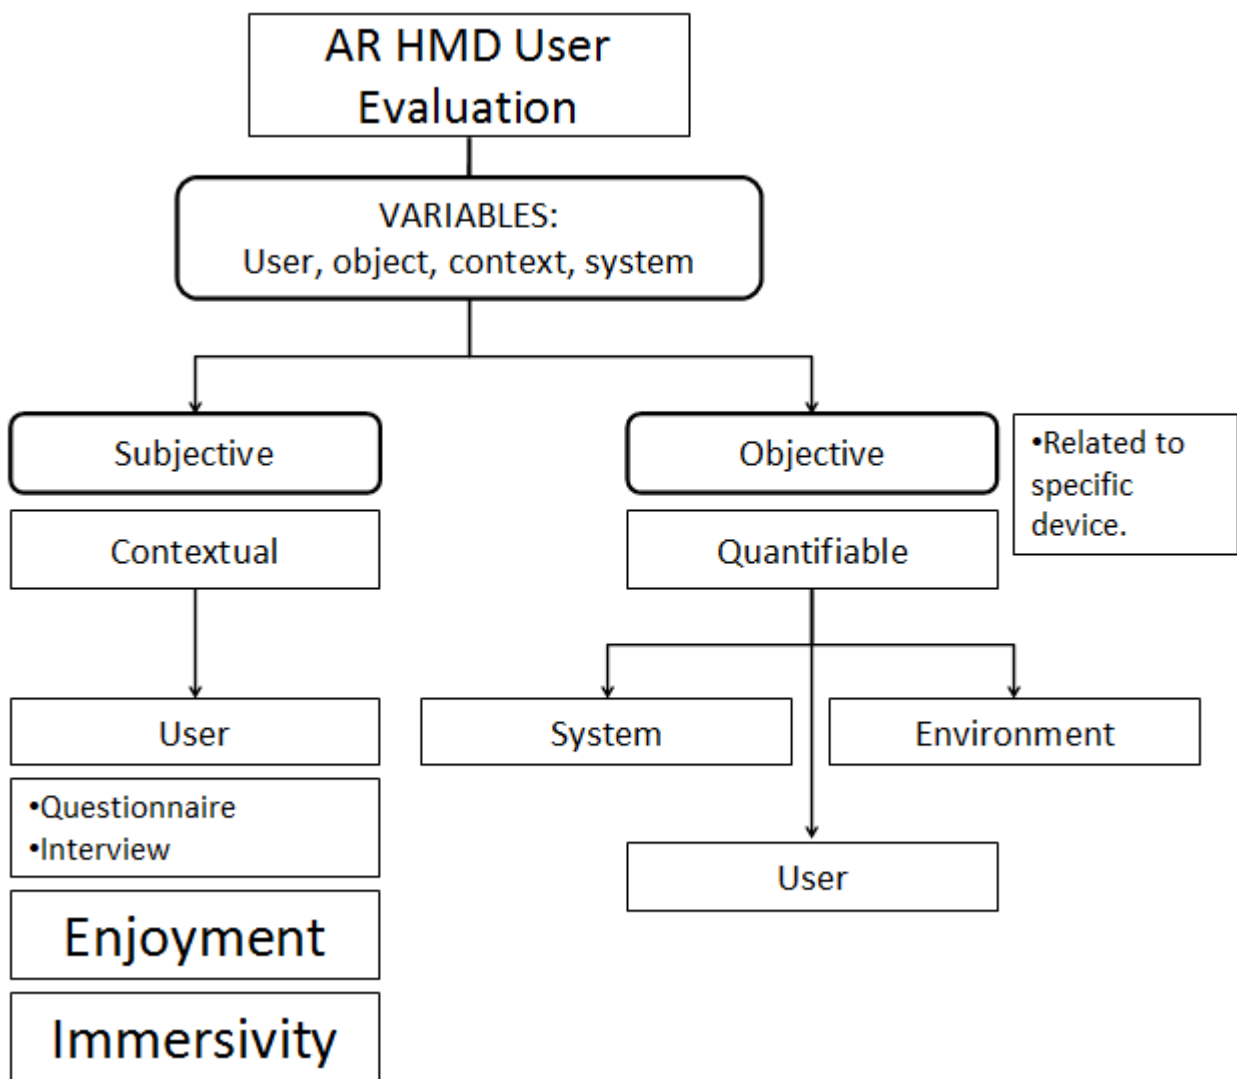 AR HMD User
Evaluation
VARIABLES:
User, object, context, system
Subjective
Objective
•Related to
specific
device.
Contextual
Quantifiable
User
System
Environment
•Questionnaire
•Interview
User
Enjoyment
Immersivity